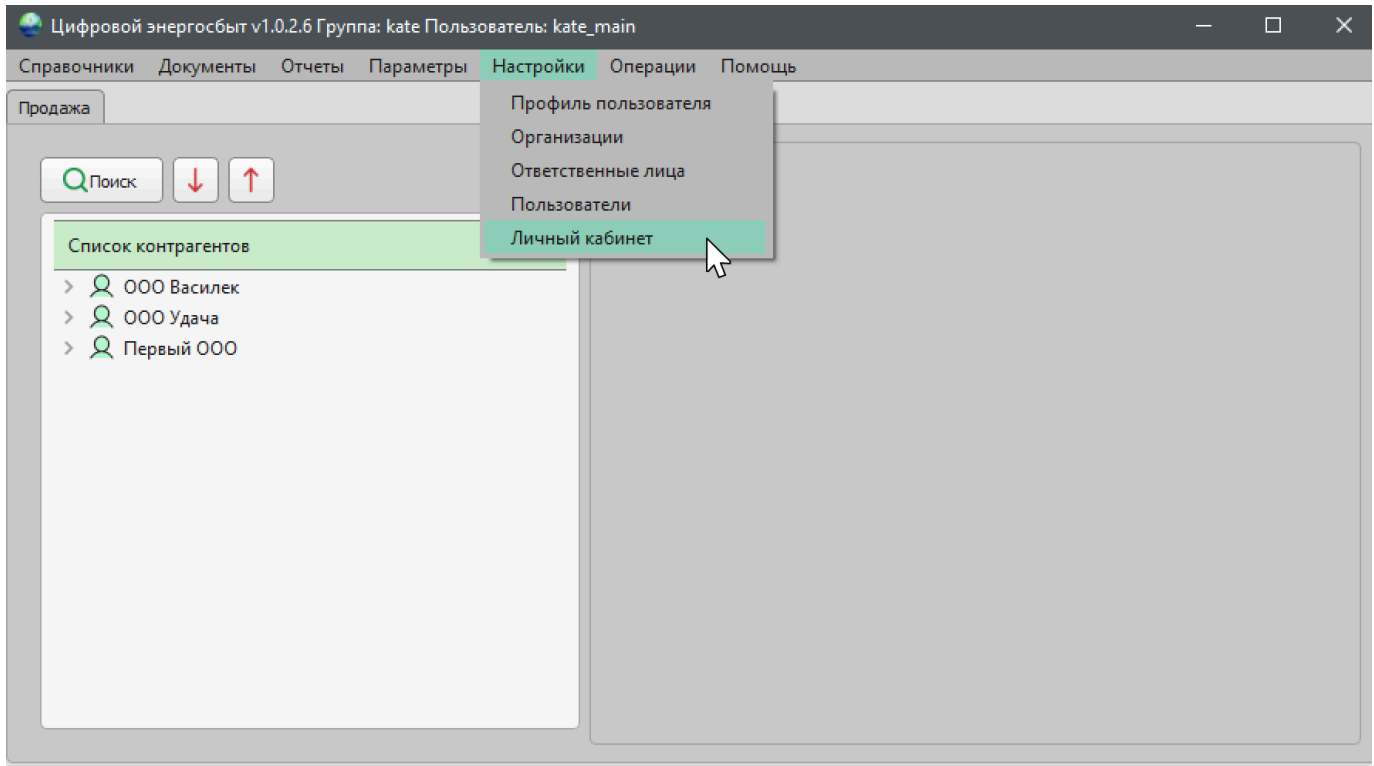 Цифровой энергосбыт v1.0.2.6 Группа: kate Пользователь: kate_main
Справочники Документы Отчеты Параметры Настройки Операции Помощь
Продажа
Профиль пользователя
Организации
Ответственные лица
Пользователи
Личный кабинет
Поиск
Список контрагентов
ООО Василек
ООО Удача
Первый ООО